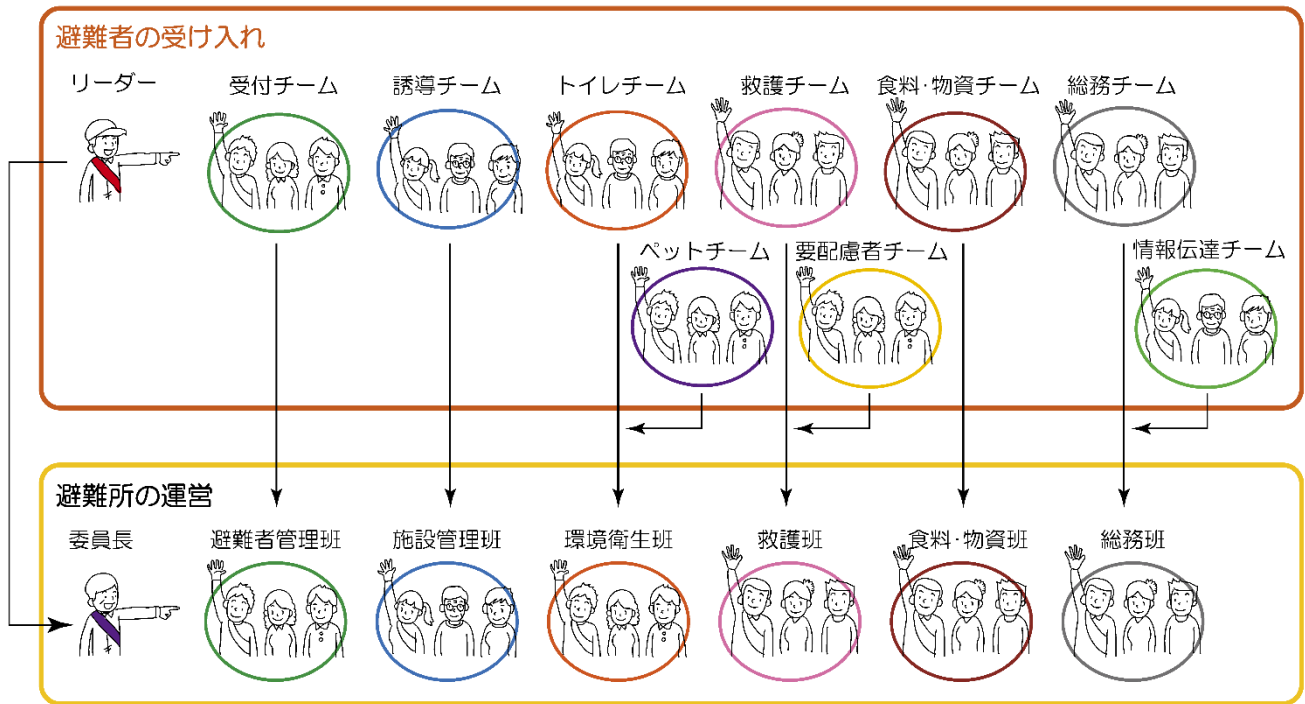 避難者の受け入れ
リーダー
受付チーム
誘導チーム
トイレチーム
救護チーム
食料･物資チーム
総務チーム
ペットチーム
要配慮者チーム
情報伝達チーム
避難所の運営
委員長
避難者管理班
施設管理班
環境衛生班
救護班
食料･物資班
総務班